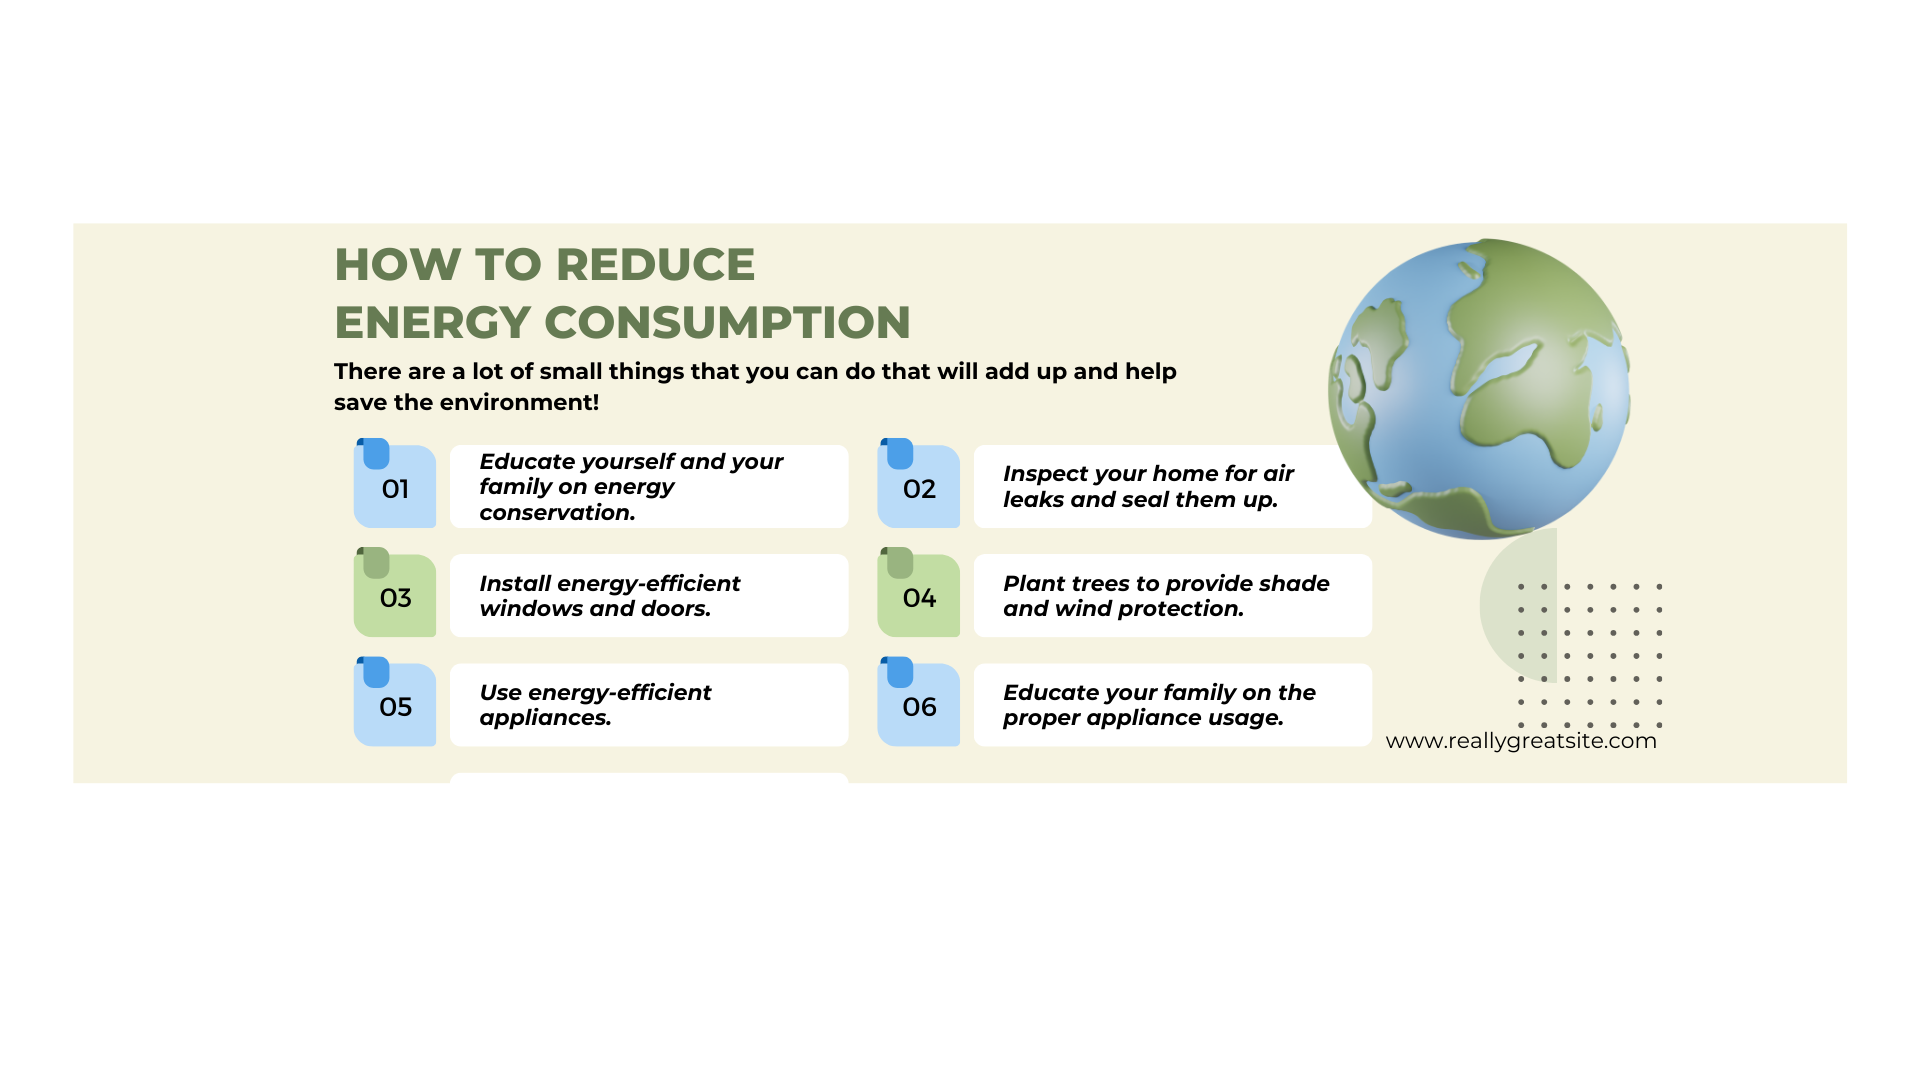 HOW TO REDUCE
ENERGY CONSUMPTION
There are a lot of small things that you can do that will add up and help
save the environment!
01
Educate yourself and your
family on energy
conservation.
02
Inspect your home for air
leaks and seal them up.
03
Install energy-efficient
windows and doors.
04
Plant trees to provide shade
and wind protection.
05
Use energy-efficient
appliances.
06
Educate your family on the
proper appliance usage.
www.reallygreatsite.com